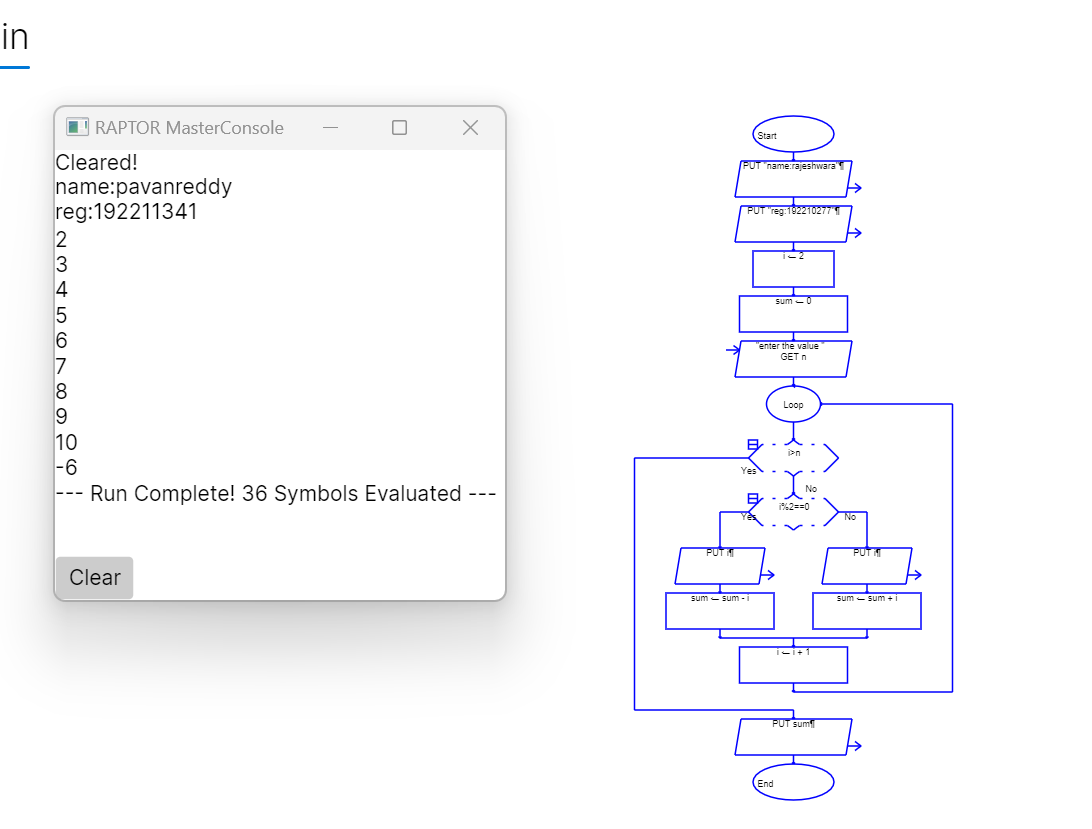 in
RAPTOR MasterConsole
Cleared!
name:pavanreddy
reg:192211341
2
3
4
5
6
7
8
9
10
-6
--- Run Complete! 36 Symbols Evaluated ---
Clear
Start
PUT "name:rajeshwara"¶
PUT "reg:192210277"¶
i ← 2
sum ← 0
"enter the value "
GET n
Loop
i>n
Yes
No
i%2==0
Yes
No
PUT i¶
PUT i¶
sum ← sum - i
sum ← sum + i
i ← i + 1
PUT sum¶
End